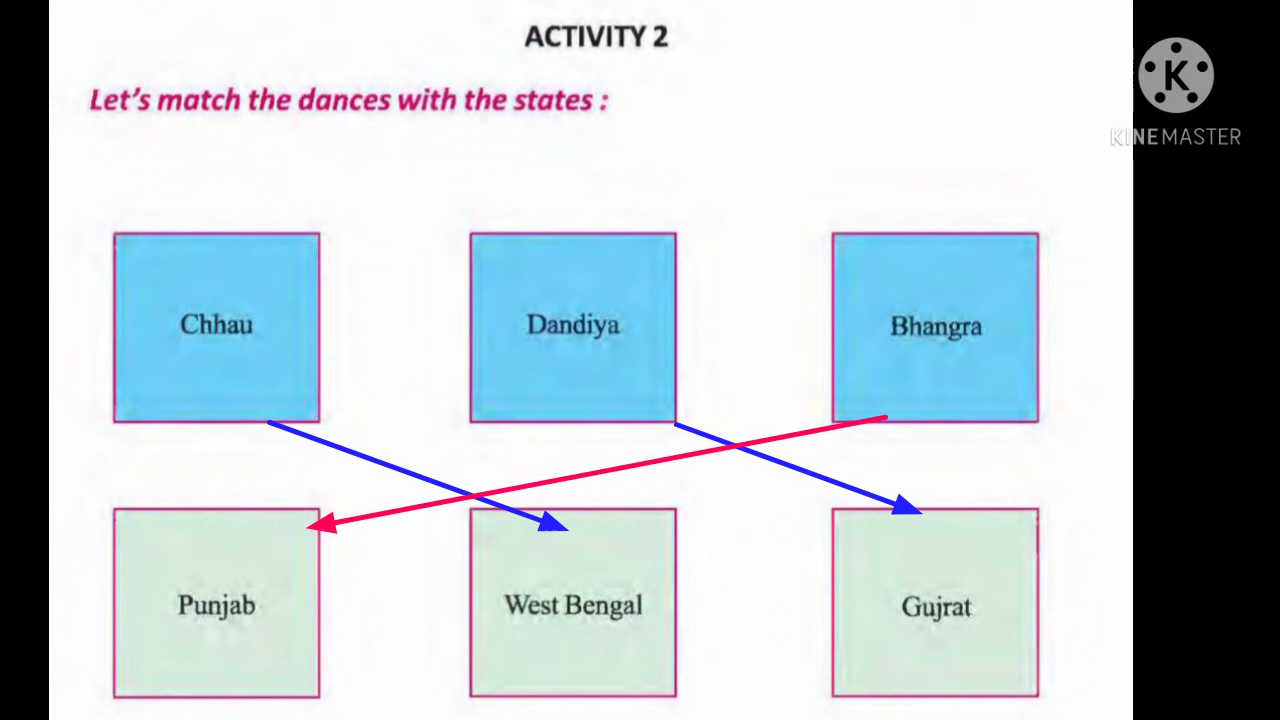 ACTIVITY 2
Let's match the dances with the states :
K
KINEMASTER
Chhau
Dandiya
Bhangra
Punjab
West Bengal
Gujrat